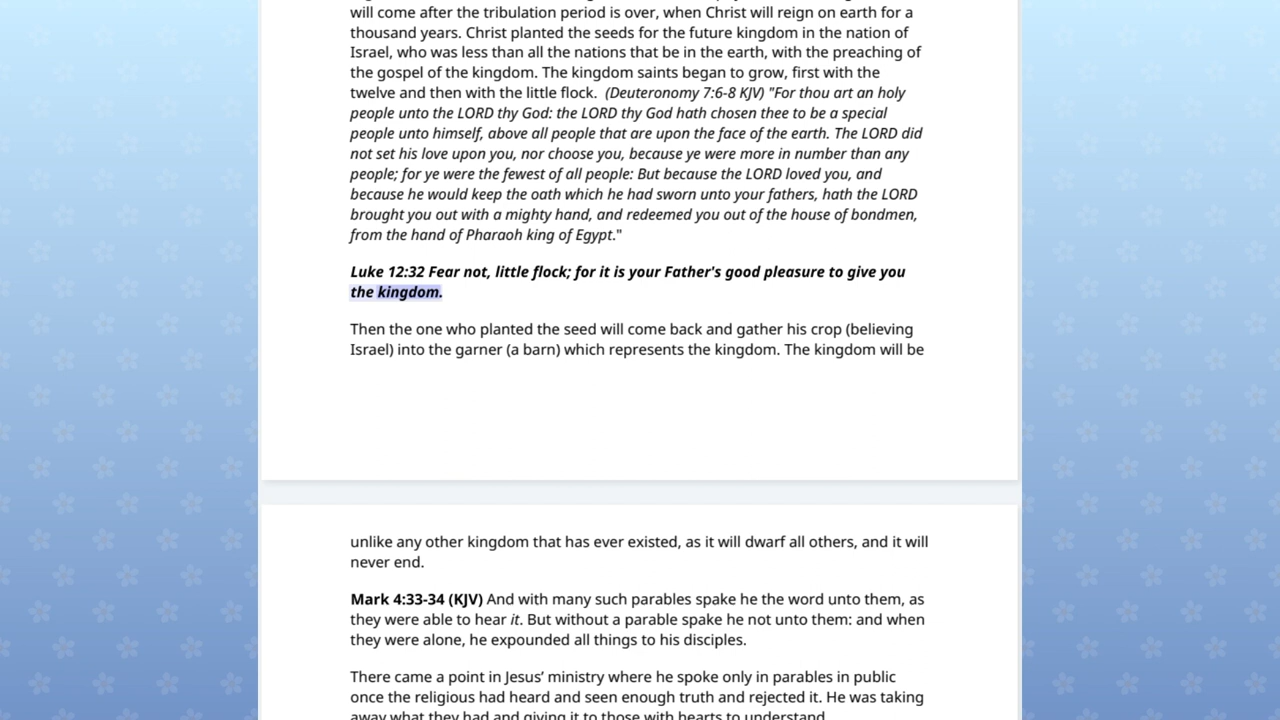 will come after the tribulation period is over, when Christ will reign on earth for a
thousand years. Christ planted the seeds for the future kingdom in the nation of
Israel, who was less than all the nations that be in the earth, with the preaching of
the gospel of the kingdom. The kingdom saints began to grow, first with the
twelve and then with the little flock.  (Deuteronomy 7:6-8 KJV) "For thou art an holy
people unto the LORD thy God: the LORD thy God hath chosen thee to be a special
people unto himself, above all people that are upon the face of the earth. The LORD did
not set his love upon you, nor choose you, because ye were more in number than any
people; for ye were the fewest of all people: But because the LORD loved you, and
because he would keep the oath which he had sworn unto your fathers, hath the LORD
brought you out with a mighty hand, and redeemed you out of the house of bondmen,
from the hand of Pharaoh king of Egypt."
Luke 12:32 Fear not, little flock; for it is your Father's good pleasure to give you
the kingdom.
Then the one who planted the seed will come back and gather his crop (believing
Israel) into the garner (a barn) which represents the kingdom. The kingdom will be
unlike any other kingdom that has ever existed, as it will dwarf all others, and it will
never end.
Mark 4:33-34 (KJV) And with many such parables spake he the word unto them, as
they were able to hear it. But without a parable spake he not unto them: and when
they were alone, he expounded all things to his disciples.
There came a point in Jesus’ ministry where he spoke only in parables in public
once the religious had heard and seen enough truth and rejected it. He was taking
away what they had and giving it to those with hearts to understand.